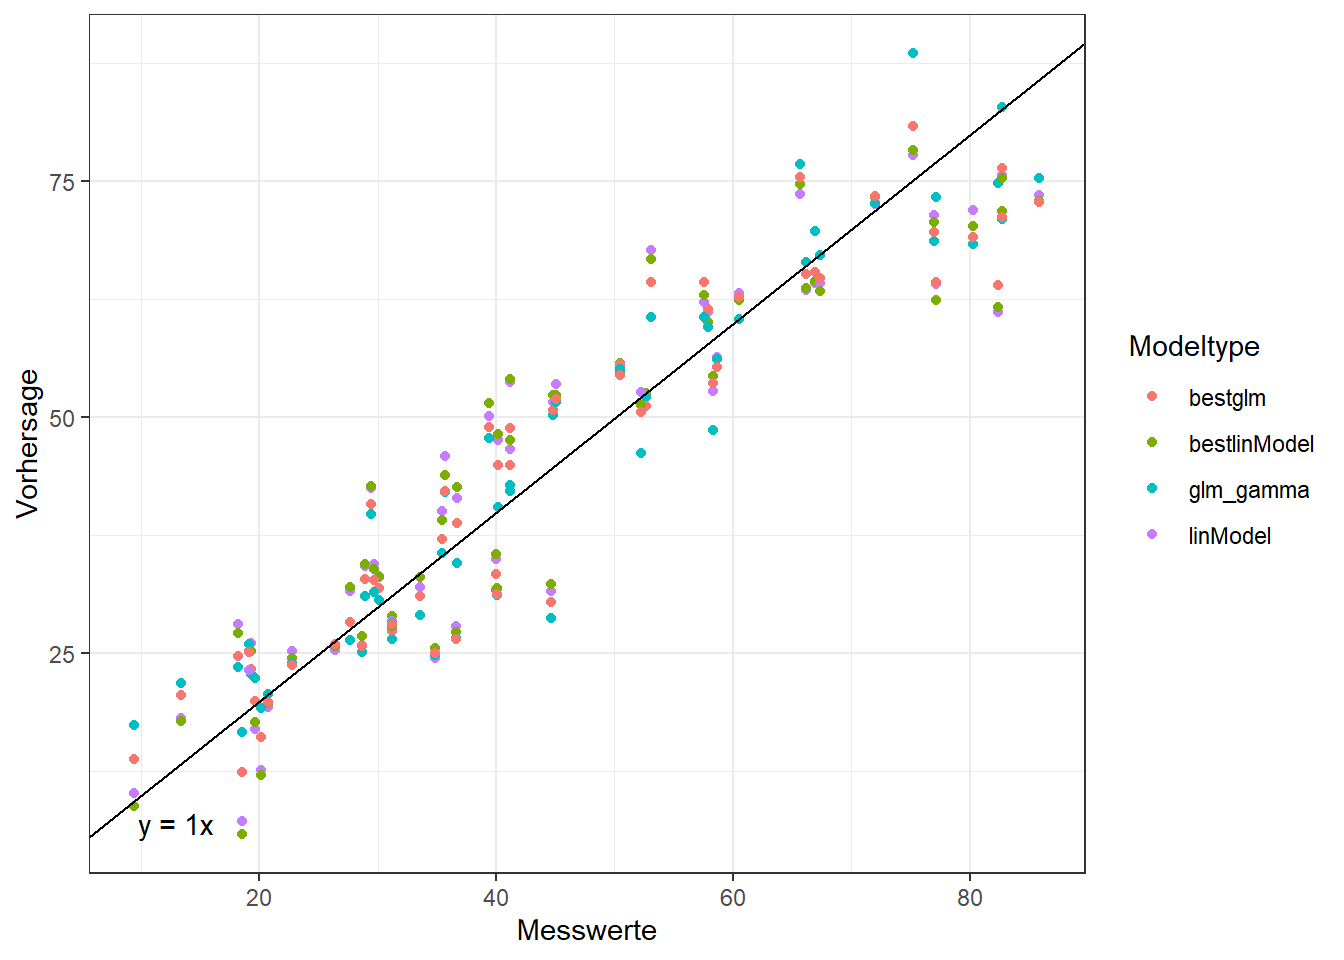 75
50
25
Vorhersage
y = 1x
20
40
60
80
Messwerte
Modeltype
bestglm
bestlinModel
glm_gamma
linModel